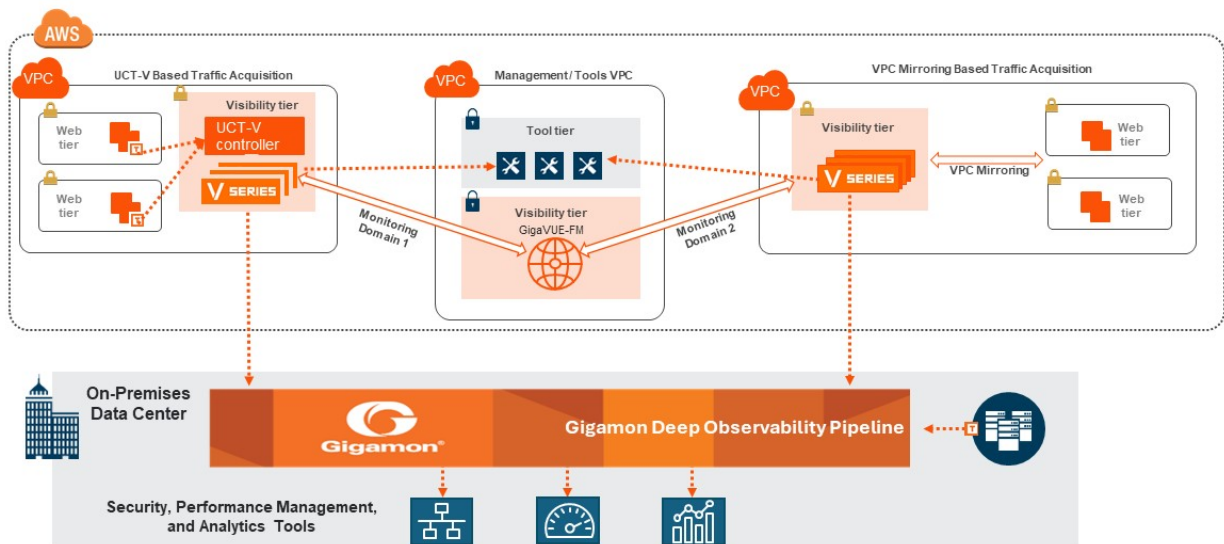 AWS
UCT-V Based Traffic Acquisition
Management/Tools VPC
VPC Mirroring Based Traffic Acquisition
VPC
Visibility tier
UCT-V
controller
V SERIES
Web
tier
T
Web
tier
T
VPC
Tool tier
Visibility tier
GigaVUE-FM
Monitoring
Domain 1
Monitoring
Domain 2
VPC
Visibility tier
V SERIES
VPC Mirroring
Web
tier
Web
tier
On-Premises
Data Center
Gigamon®
Gigamon Deep Observability Pipeline
T
Security, Performance Management,
and Analytics Tools